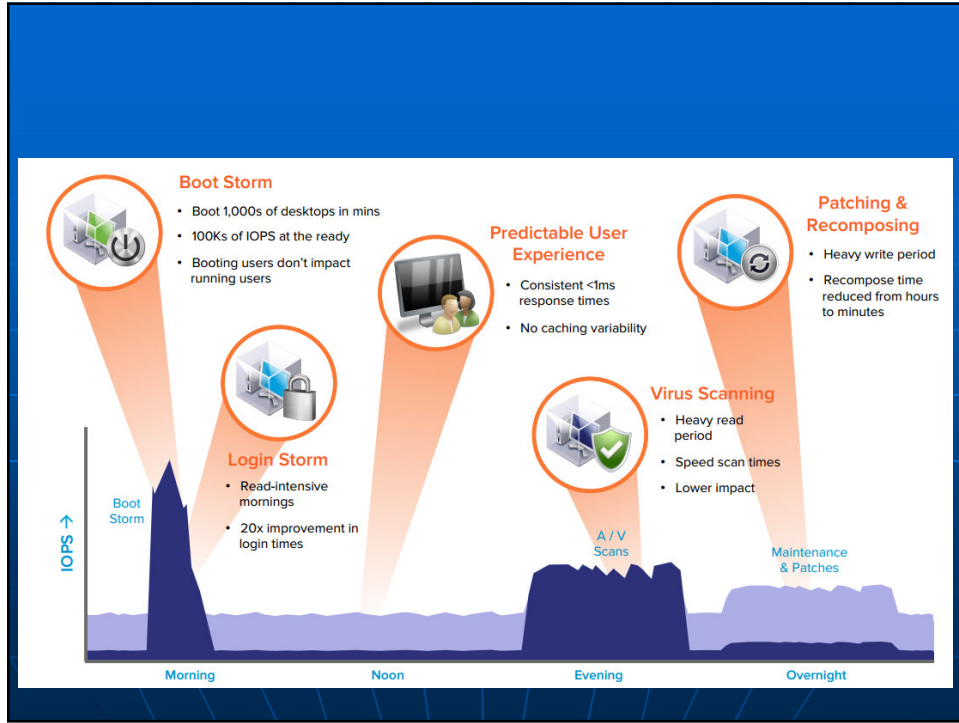 Boot Storm
• Boot 1,000s of desktops in mins
• 100Ks of IOPS at the ready
• Booting users don't impact
running users
Login Storm
• Read-intensive
mornings
• 20x improvement in
login times
Predictable User
Experience
• Consistent <1ms
response times
• No caching variability
Virus Scanning
• Heavy read
period
• Speed scan times
• Lower impact
Patching &
Recomposing
• Heavy write period
• Recompose time
reduced from hours
to minutes
IOPS →
Boot
Storm
A / V
Scans
Maintenance
& Patches
Morning
Noon
Evening
Overnight